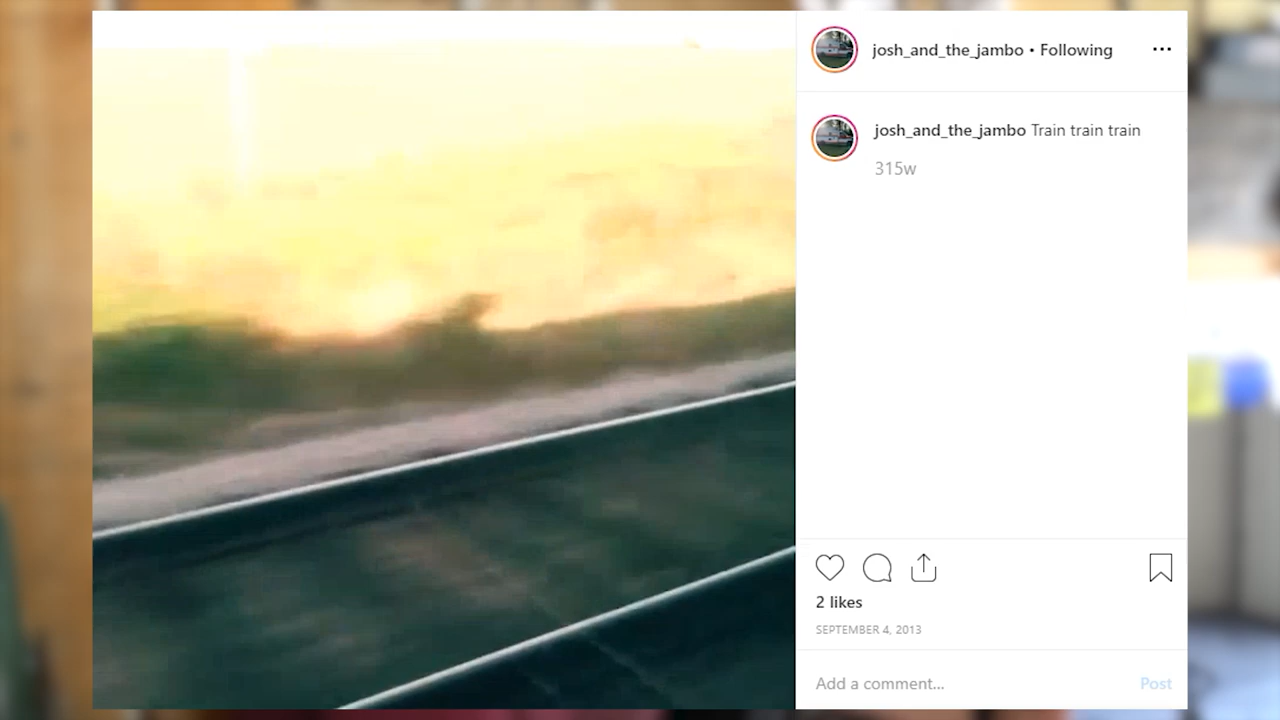 josh_and_the_jambo • Following
josh_and_the_jambo Train train train
315w
2 likes
SEPTEMBER 4, 2013
Add a comment...
Post